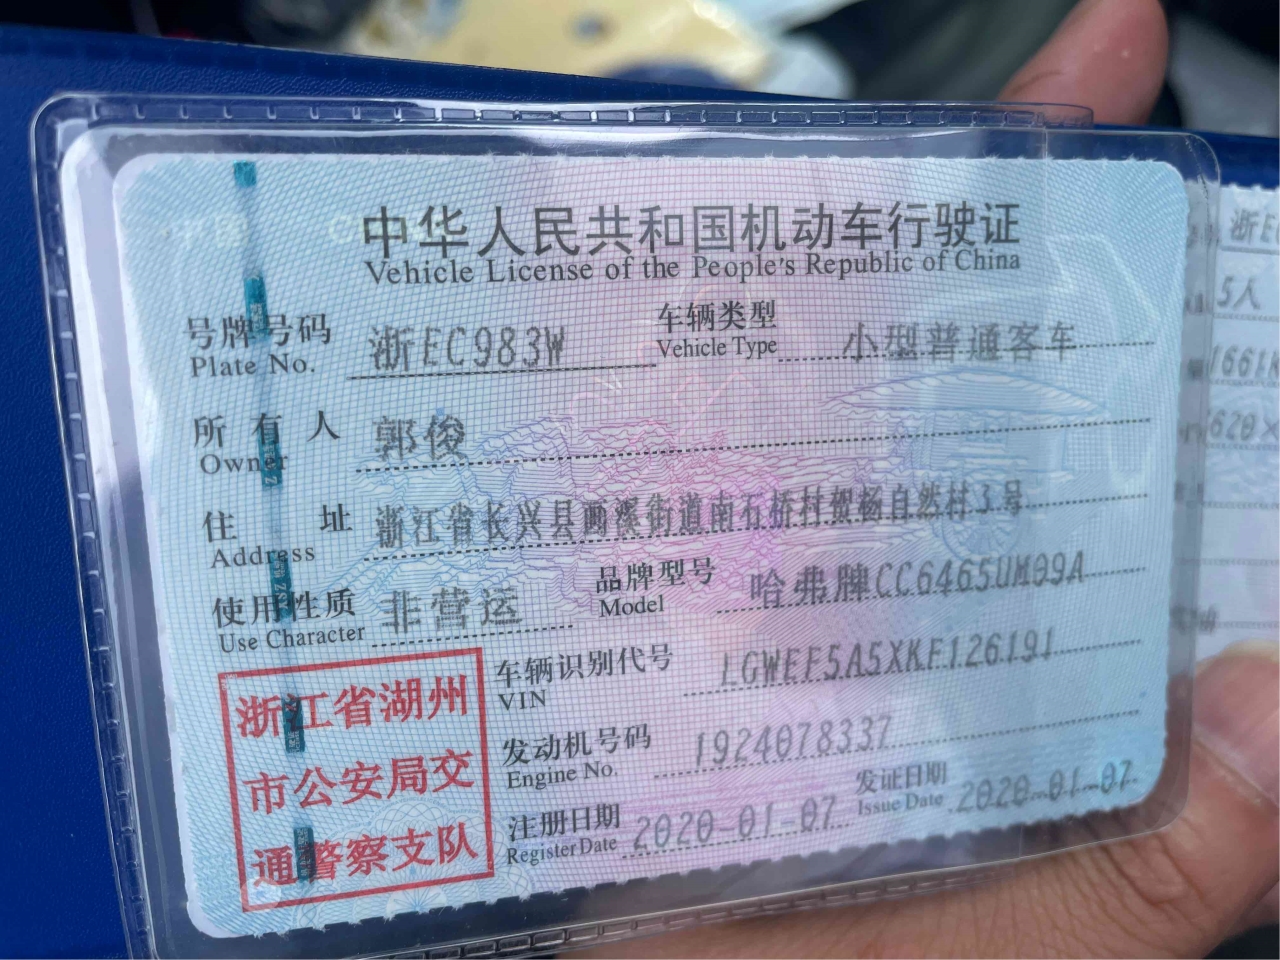 中华人民共和国机动车行驶证
Vehicle License of the People's Republic of China
号牌号码 浙EC983W 车辆类型 小型普通客车
Plate No. Vehicle Type
所有人 郭俊
Owner
住址 浙江省长兴县画溪街道南石桥村贺杨自然村3号
Address
使用性质 非营运 品牌型号 哈弗牌CC6465UM09A
Use Character Model
车辆识别代号 LGWEF5A5XKF126191
VIN
发动机号码 1924078337
Engine No.
注册日期 2020-01-07 发证日期 2020-01-07
Register Date Issue Date
浙江省湖州
市公安局交
通警察支队
5人